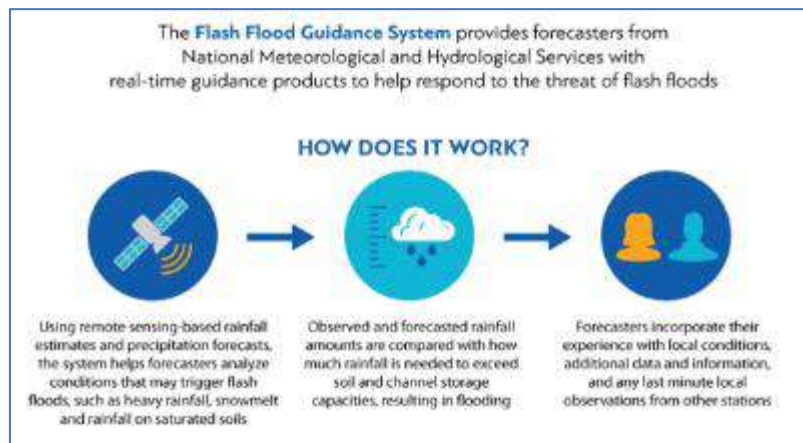 The Flash Flood Guidance System provides forecasters from
National Meteorological and Hydrological Services with
real-time guidance products to help respond to the threat of flash floods
HOW DOES IT WORK?
Using remote sensing-based rainfall
estimates and precipitation forecasts,
the system helps forecasters analyze
conditions that may trigger flash
floods, such as heavy rainfall, snowmelt
and rainfall on saturated soils
Observed and forecasted rainfall
amounts are compared with how
much rainfall is needed to exceed
soil and channel storage
capacities, resulting in flooding
Forecasters incorporate their
experience with local conditions,
additional data and information,
and any last minute local
observations from other stations